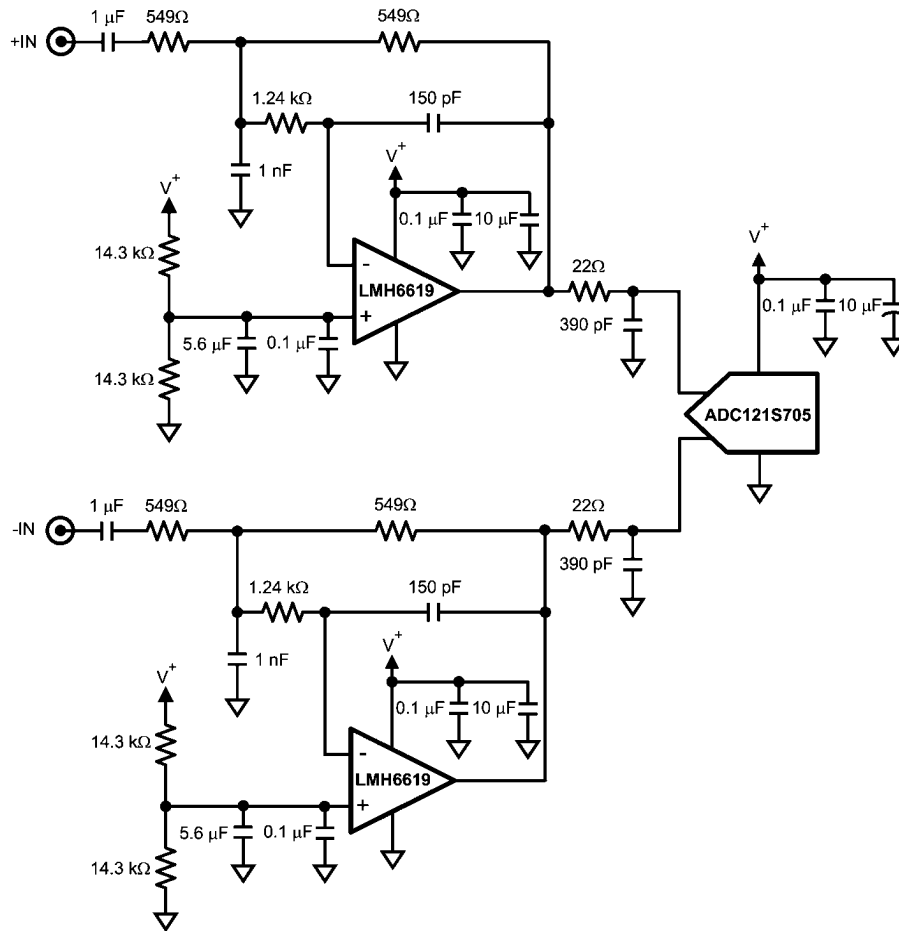 1 µF
549Ω
549Ω
+IN
1.24 kΩ
150 pF
1 nF
V+
V+
0.1 µF
10 µF
14.3 kΩ
-
LMH6619
+
22Ω
390 pF
V+
0.1 µF
10 µF
5.6 µF
0.1 µF
14.3 kΩ
ADC121S705
1 µF
549Ω
549Ω
22Ω
-IN
390 pF
1.24 kΩ
150 pF
1 nF
V+
V+
0.1 µF
10 µF
14.3 kΩ
-
LMH6619
+
5.6 µF
0.1 µF
14.3 kΩ